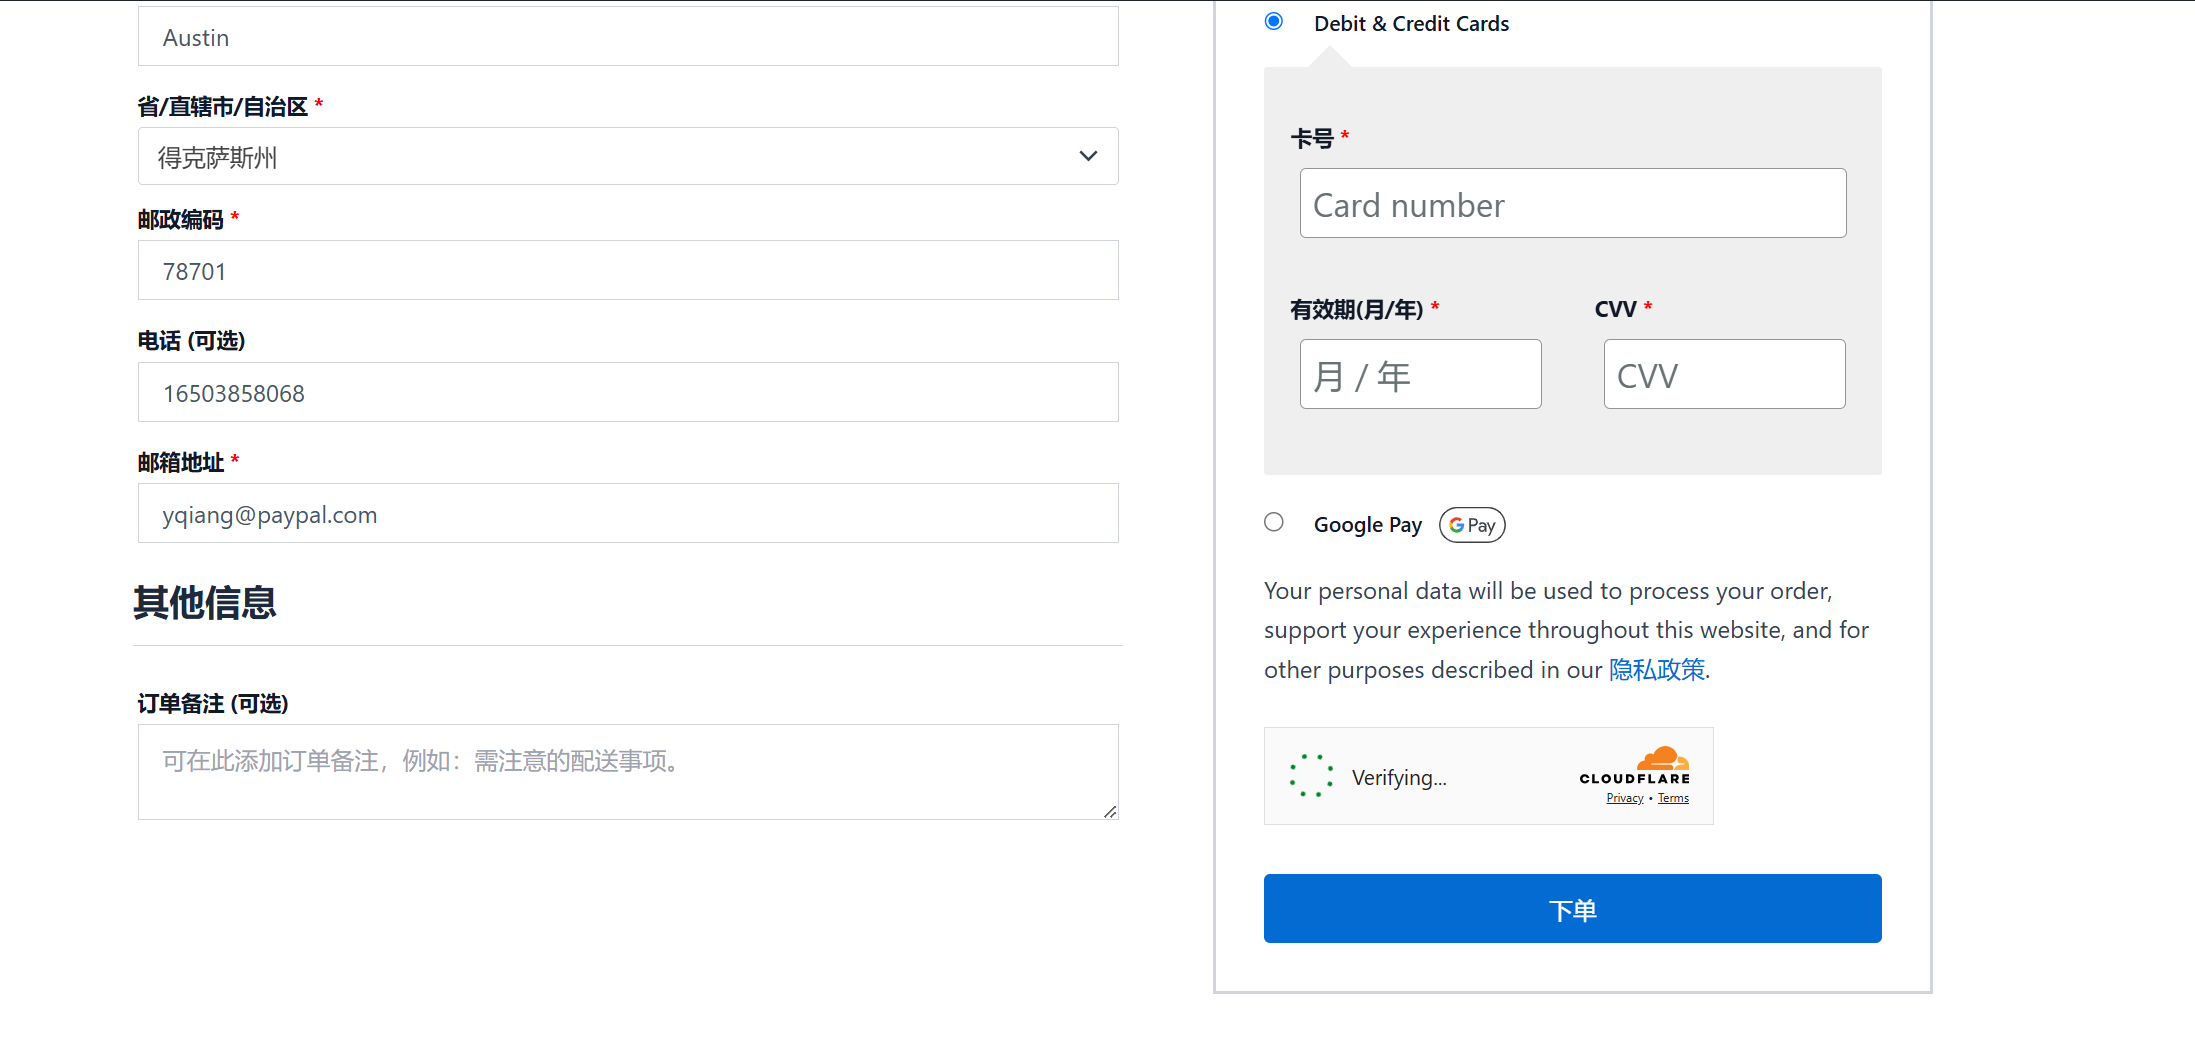 Austin
省/直辖市/自治区 *
得克萨斯州
邮政编码 *
78701
电话 (可选)
16503858068
邮箱地址 *
yqiang@paypal.com
其他信息
订单备注 (可选)
可在此添加订单备注，例如：需注意的配送事项。
Debit & Credit Cards
卡号 *
Card number
有效期(月/年) *
CVV *
月 / 年
CVV
Google Pay
G Pay
Your personal data will be used to process your order,
support your experience throughout this website, and for
other purposes described in our 隐私政策.
Verifying...
CLOUDFLARE
Privacy • Terms
下单